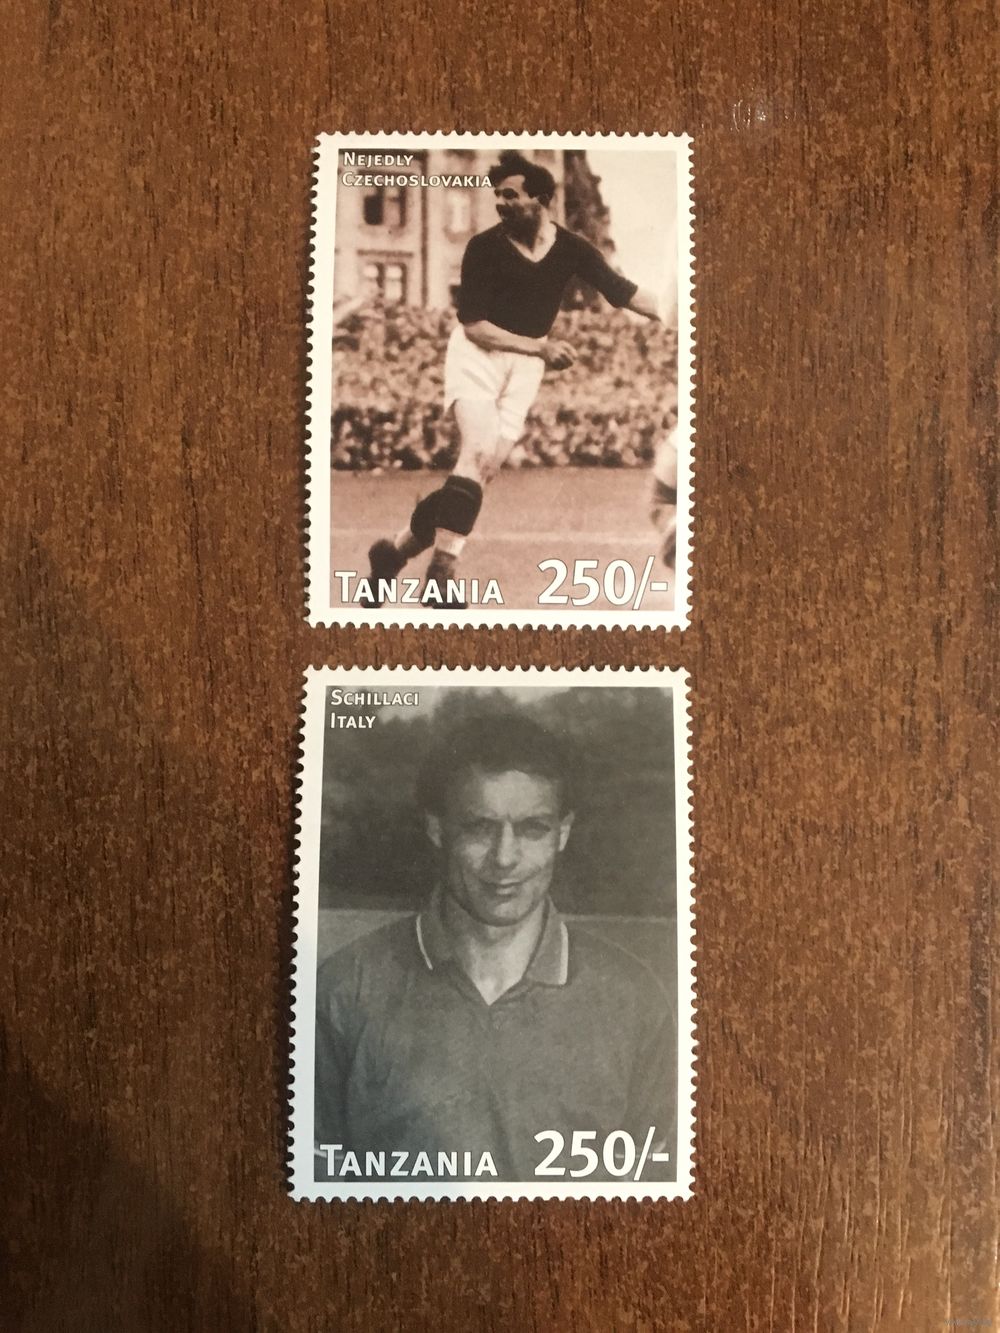 Nejedly
Czechoslovakia
Tanzania 250/-
Schillaci
Italy
Tanzania 250/-